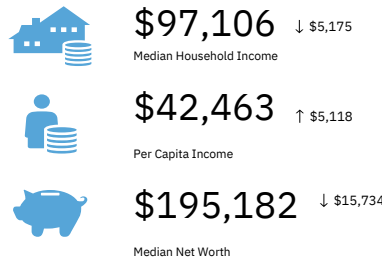 $97,106 ↓ $5,175
Median Household Income
$42,463 ↑ $5,118
Per Capita Income
$195,182 ↓ $15,734
Median Net Worth